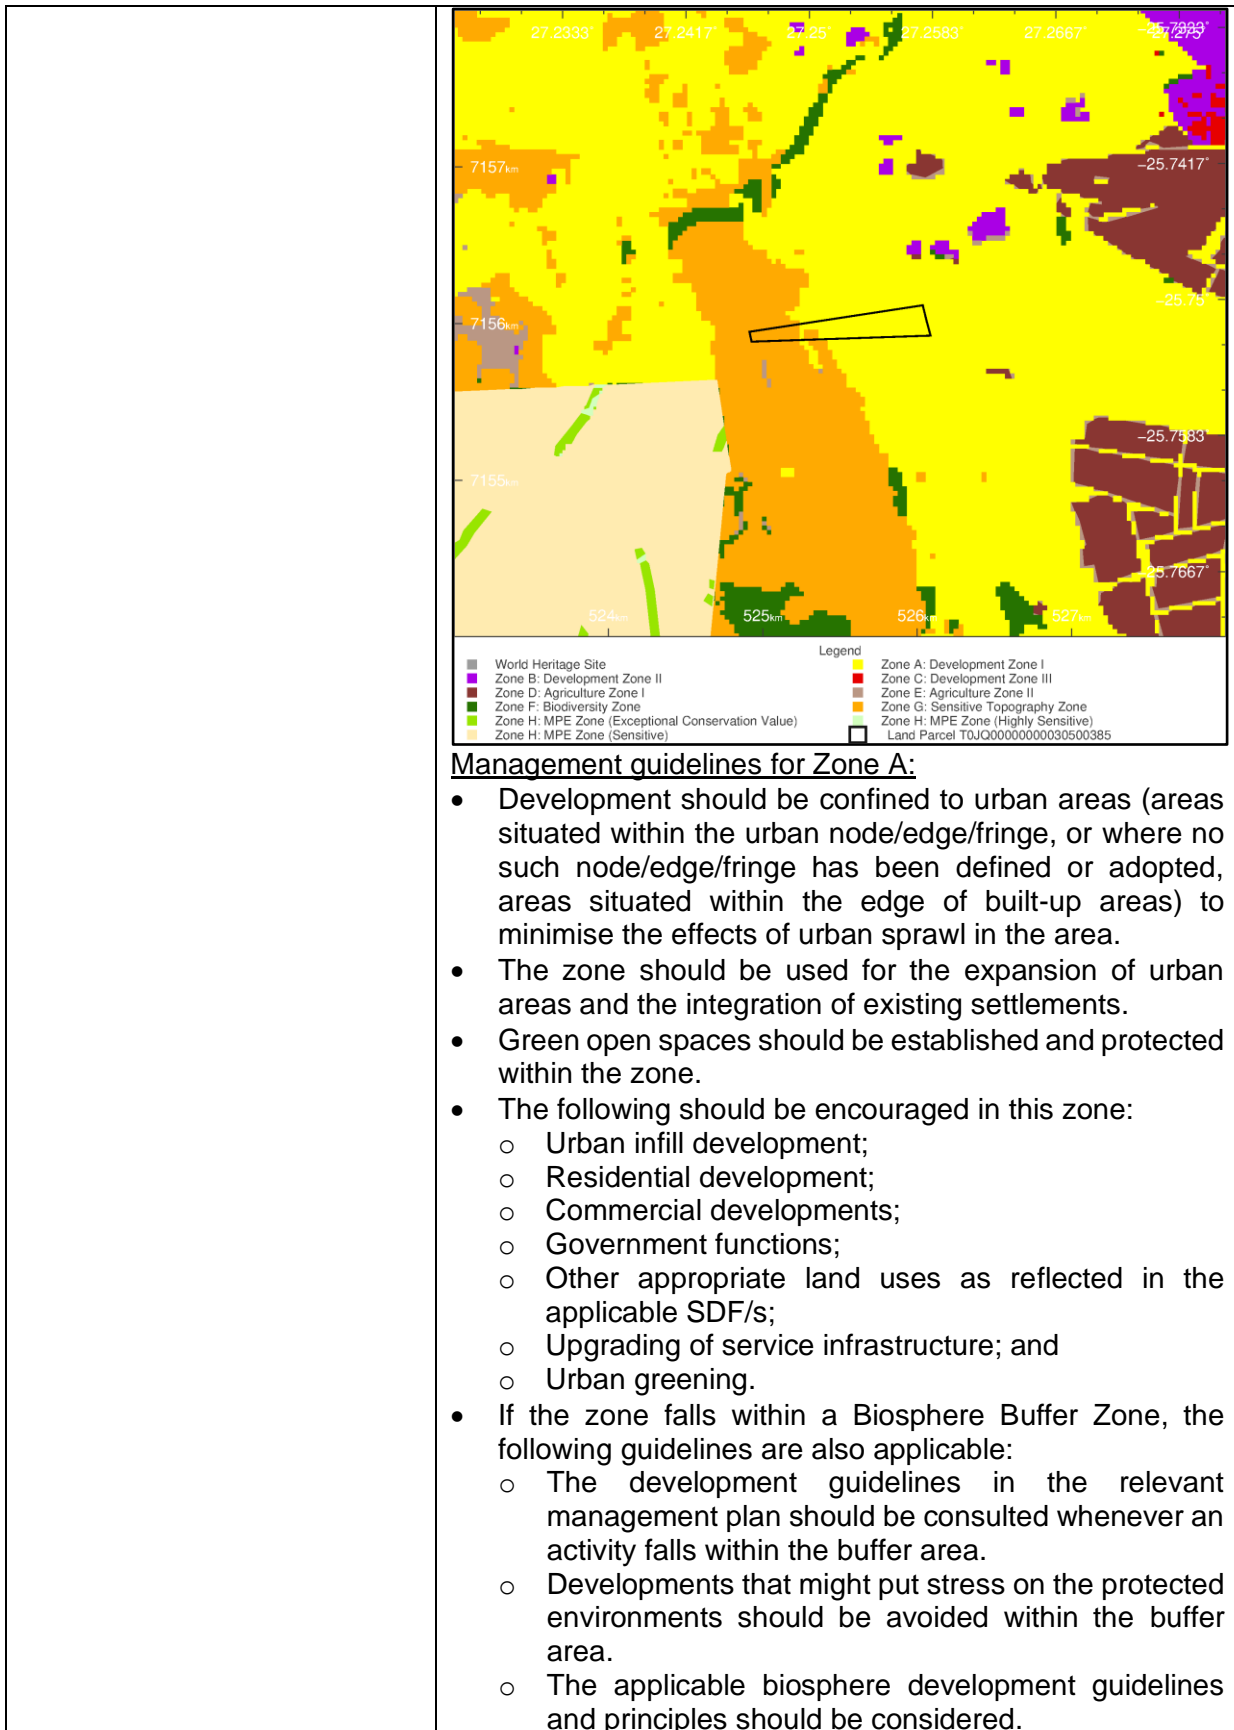 27.2333° 27.2417° 27.25° 27.2583° 27.2667° 27.275°
−25.7333°
7157km −25.7417°
−25.75°
7156km
−25.7583°
7155km
−25.7667°
524km 525km 526km 527km
Legend
World Heritage Site Zone A: Development Zone I
Zone B: Development Zone II Zone C: Development Zone III
Zone D: Agriculture Zone I Zone E: Agriculture Zone II
Zone F: Biodiversity Zone Zone G: Sensitive Topography Zone
Zone H: MPE Zone (Exceptional Conservation Value) Zone H: MPE Zone (Highly Sensitive)
Zone H: MPE Zone (Sensitive) Land Parcel T0JQ00000000030500385
Management guidelines for Zone A:
• Development should be confined to urban areas (areas
situated within the urban node/edge/fringe, or where no
such node/edge/fringe has been defined or adopted,
areas situated within the edge of built-up areas) to
minimise the effects of urban sprawl in the area.
• The zone should be used for the expansion of urban
areas and the integration of existing settlements.
• Green open spaces should be established and protected
within the zone.
• The following should be encouraged in this zone:
o Urban infill development;
o Residential development;
o Commercial developments;
o Government functions;
o Other appropriate land uses as reflected in the
applicable SDF/s;
o Upgrading of service infrastructure; and
o Urban greening.
• If the zone falls within a Biosphere Buffer Zone, the
following guidelines are also applicable:
o The development guidelines in the relevant
management plan should be consulted whenever an
activity falls within the buffer area.
o Developments that might put stress on the protected
environments should be avoided within the buffer
area.
o The applicable biosphere development guidelines
and principles should be considered.